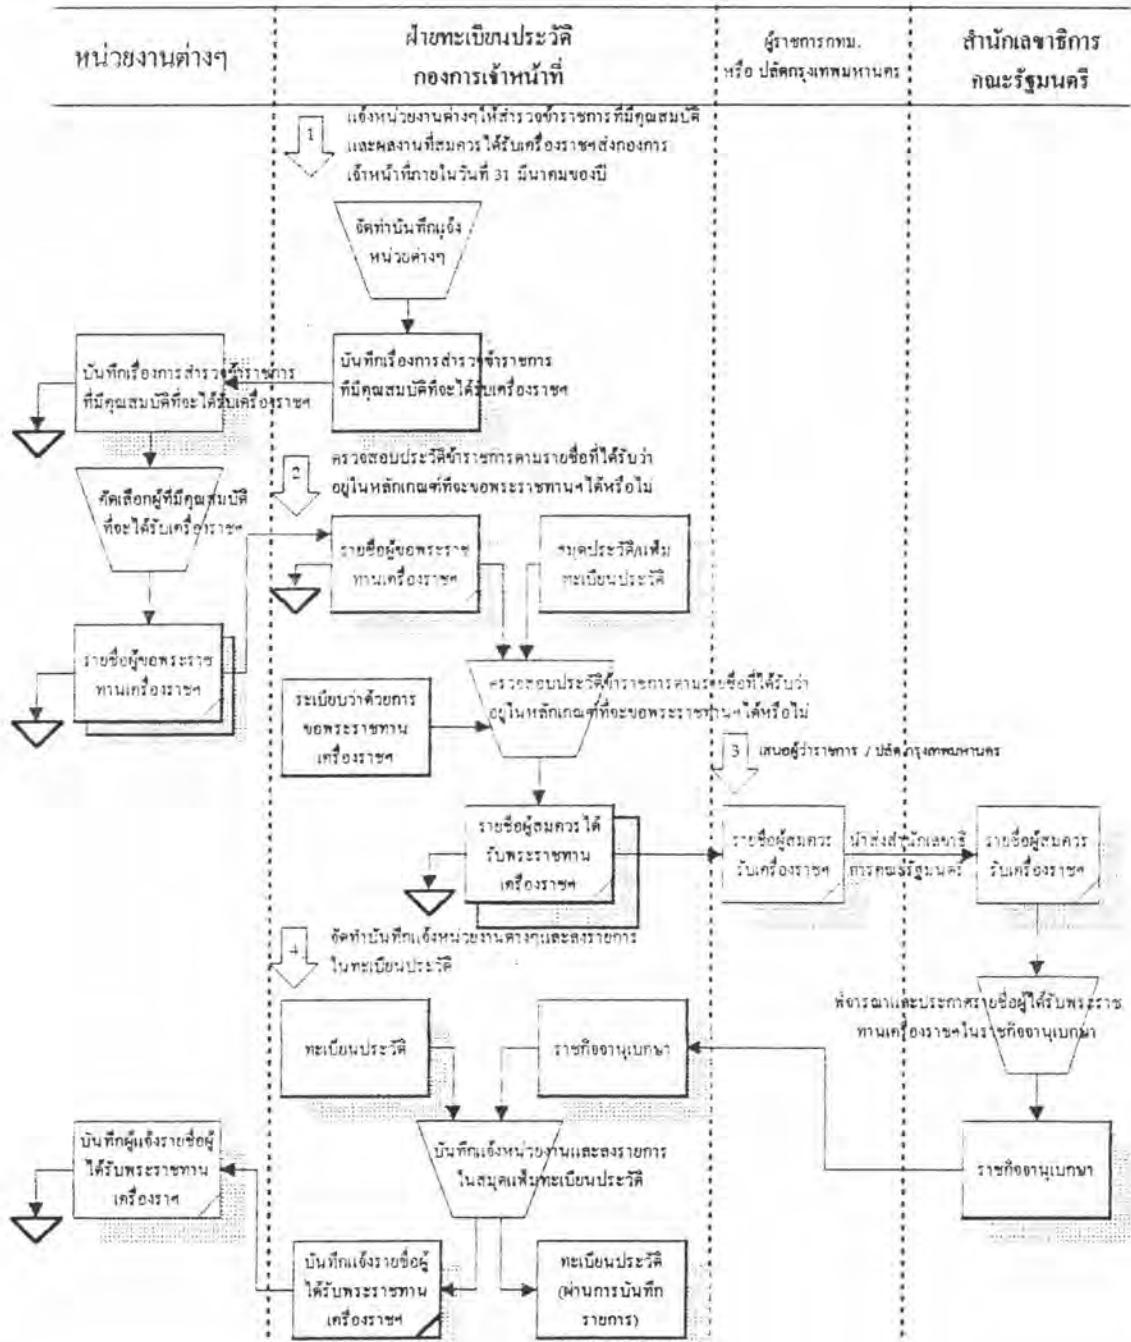 หน่วยงานต่างๆ
ฝ่ายทะเบียนประวัติ
กองการเจ้าหน้าที่
ผู้ราชการกทม.
หรือ ปลัดกรุงเทพมหานคร
สำนักเลขาธิการ
คณะรัฐมนตรี
1
แจ้งหน่วยงานต่างๆให้สำรวจข้าราชการที่มีคุณสมบัติ
และผลงานที่สมควรได้รับเครื่องราชฯส่งกองการ
เจ้าหน้าที่ภายในวันที่ 31 มีนาคมของปี
จัดทำบันทึกแจ้ง
หน่วยต่างๆ
บันทึกเรื่องการสำรวจข้าราชการ
ที่มีคุณสมบัติที่จะได้รับเครื่องราชฯ
บันทึกเรื่องการสำรวจข้าราชการ
ที่มีคุณสมบัติที่จะได้รับเครื่องราชฯ
2
ตรวจสอบประวัติข้าราชการตามรายชื่อที่ได้รับว่า
อยู่ในหลักเกณฑ์ที่จะขอพระราชทานฯได้หรือไม่
คัดเลือกผู้ที่มีคุณสมบัติ
ที่จะได้รับเครื่องราชฯ
รายชื่อผู้ขอพระราช
ทานเครื่องราชฯ
สมุดประวัติ/แฟ้ม
ทะเบียนประวัติ
รายชื่อผู้ขอพระราช
ทานเครื่องราชฯ
ระเบียบว่าด้วยการ
ขอพระราชทาน
เครื่องราชฯ
ตรวจสอบประวัติข้าราชการตามรายชื่อที่ได้รับว่า
อยู่ในหลักเกณฑ์ที่จะขอพระราชทานฯได้หรือไม่
3
เสนอผู้ว่าราชการ / ปลัด กรุงเทพมหานคร
รายชื่อผู้สมควร ได้
รับพระราชทาน
เครื่องราชฯ
รายชื่อผู้สมควร
รับเครื่องราชฯ
นำส่งสำนักเลขาธิ
การคณะรัฐมนตรี
รายชื่อผู้สมควร
รับเครื่องราชฯ
4
จัดทำบันทึกแจ้งหน่วยงานต่างๆและลงรายการ
ในทะเบียนประวัติ
พิจารณาและประกาศรายชื่อผู้ได้รับพระราช
ทานเครื่องราชฯในราชกิจจานุเบกษา
ทะเบียนประวัติ
ราชกิจจานุเบกษา
บันทึกผู้แจ้งรายชื่อผู้
ได้รับพระราชทาน
เครื่องราฯ
บันทึกแจ้งหน่วยงานและลงรายการ
ในสมุดแฟ้มทะเบียนประวัติ
ราชกิจจานุเบกษา
บันทึกแจ้งรายชื่อผู้
ได้รับพระราชทาน
เครื่องราชฯ
ทะเบียนประวัติ
(ผ่านการบันทึก
รายการ)